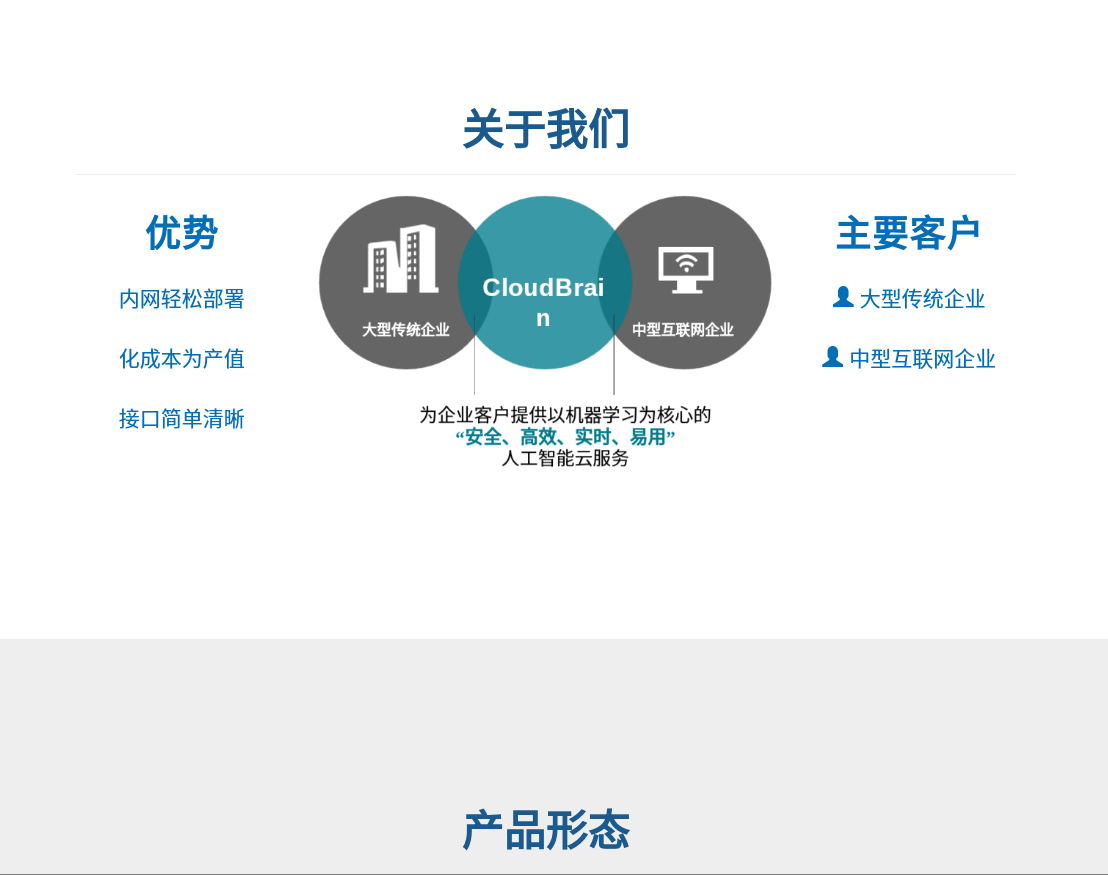 关于我们
优势
内网轻松部署
化成本为产值
接口简单清晰
大型传统企业
CloudBrai
n
中型互联网企业
为企业客户提供以机器学习为核心的
“安全、高效、实时、易用”
人工智能云服务
主要客户
大型传统企业
中型互联网企业
产品形态